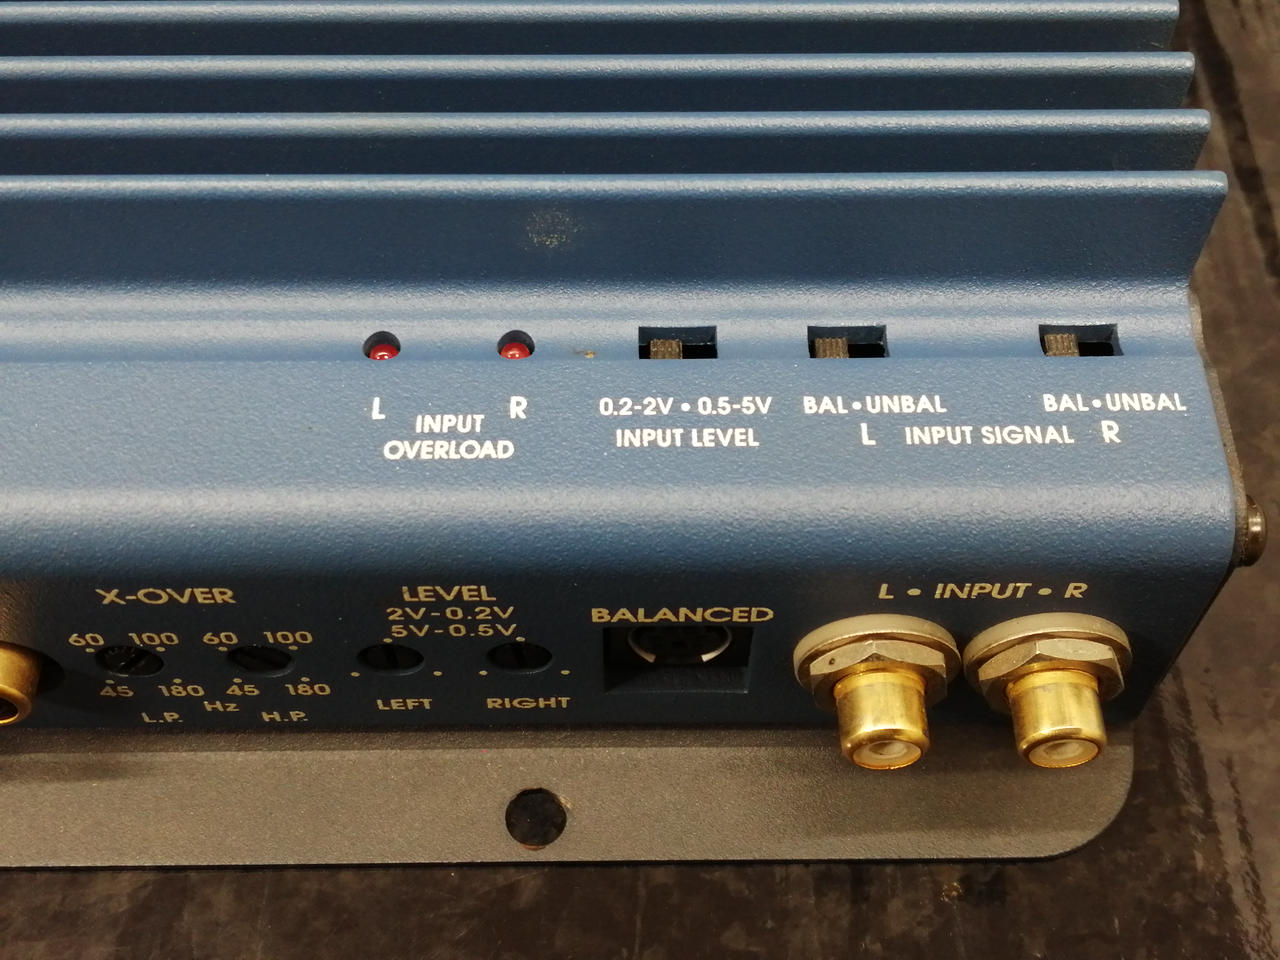 L INPUT R
OVERLOAD
0.2-2V • 0.5-5V
INPUT LEVEL
BAL • UNBAL BAL • UNBAL
L INPUT SIGNAL R
X-OVER
60 100 60 100
45 180 45 180
Hz
L.P. H.P.
LEVEL
2V-0.2V
5V-0.5V
LEFT RIGHT
BALANCED
L • INPUT • R